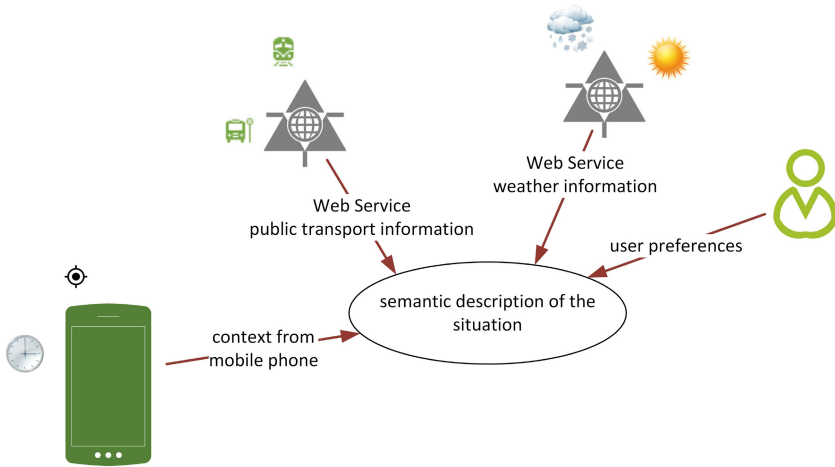 Web Service
weather information
Web Service
public transport information
user preferences
semantic description of the
situation
context from
mobile phone